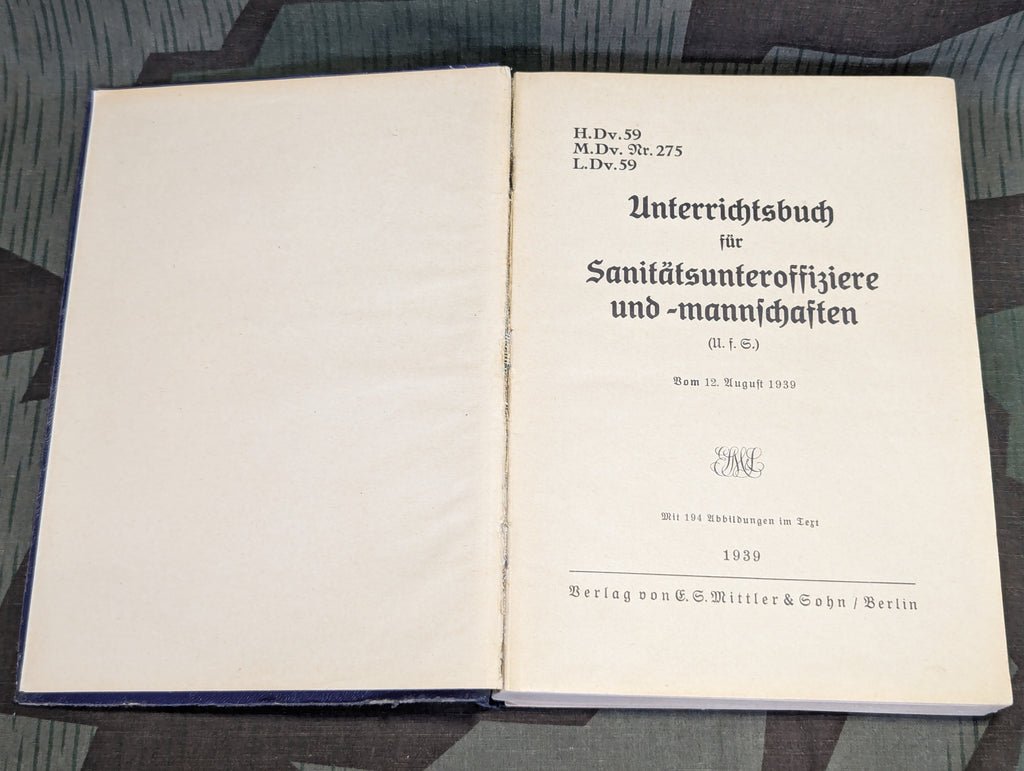 H.Dv.59
M.Dv. Nr.275
L.Dv.59
Unterrichtsbuch
für
Sanitätsunteroffiziere
und -mannschaften
(U. f. S.)
Vom 12. August 1939
Mit 194 Abbildungen im Text
1939
Verlag von E. S. Mittler & Sohn / Berlin